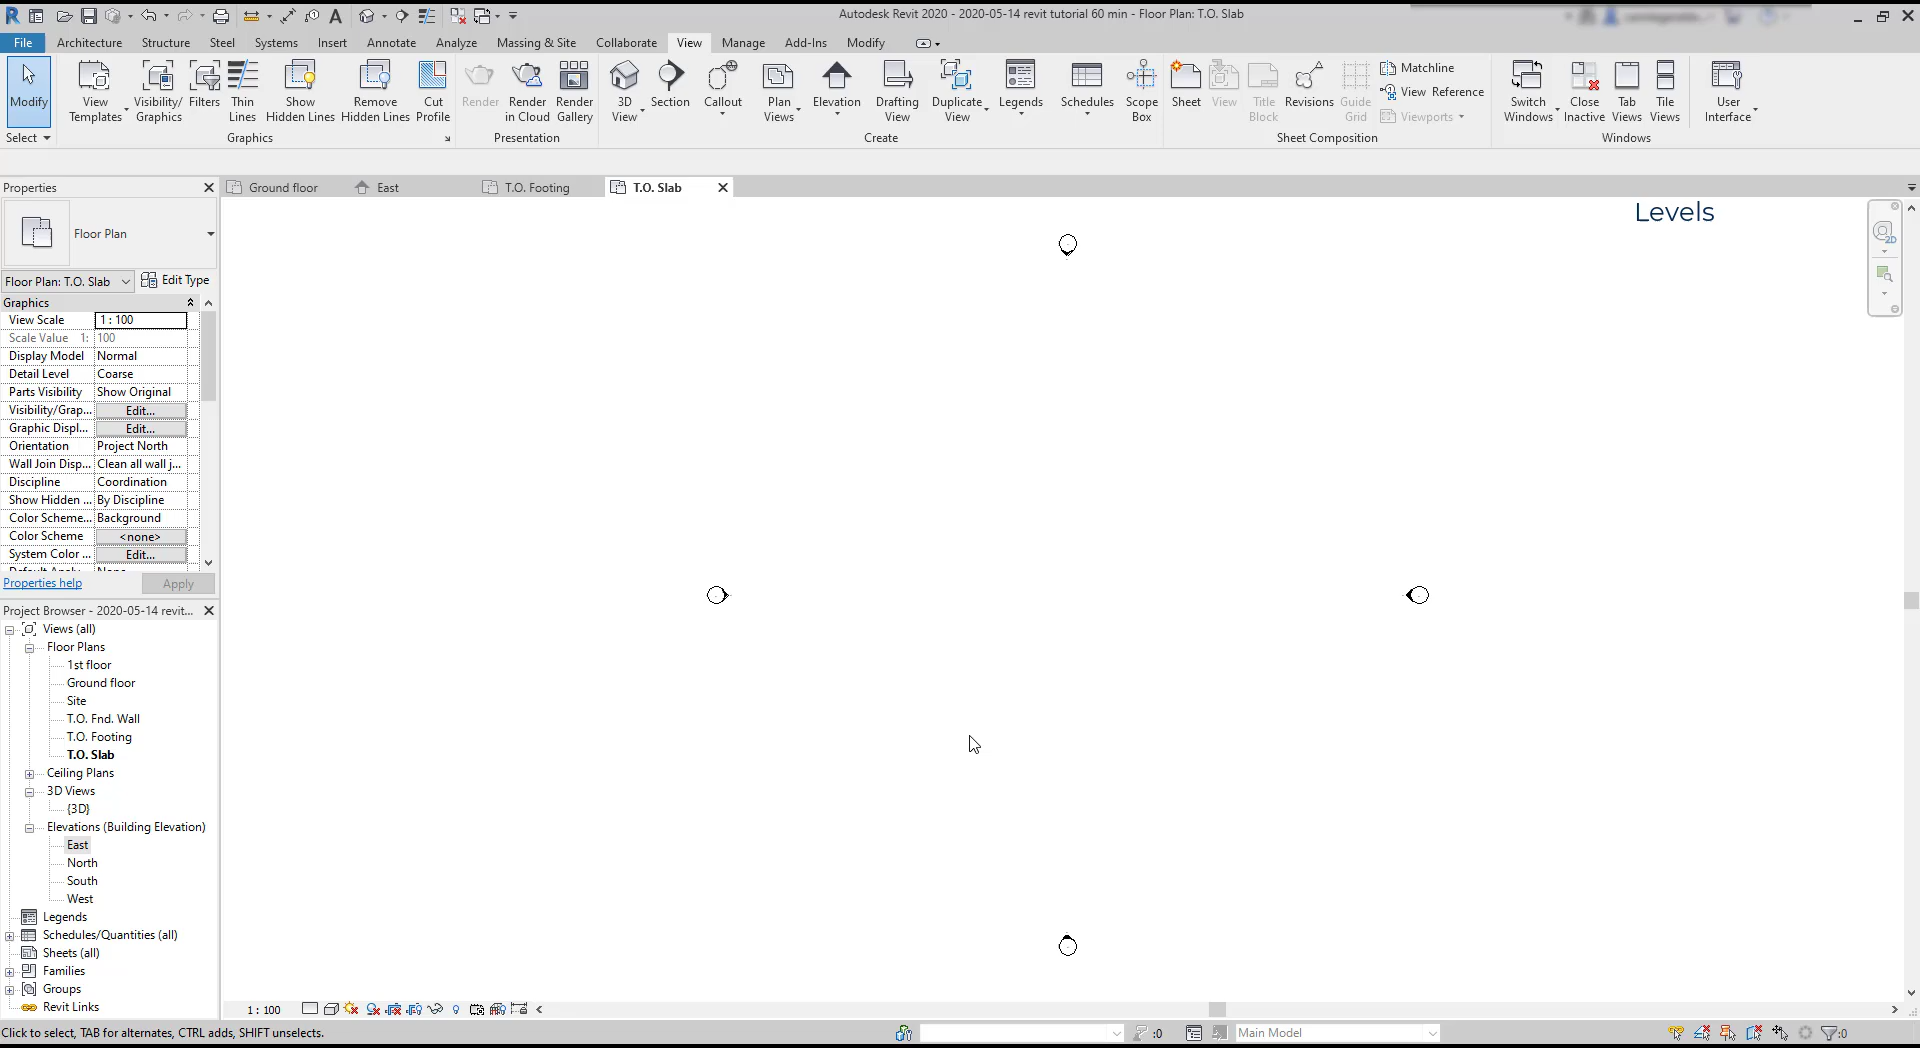 Autodesk Revit 2020 - 2020-05-14 revit tutorial 60 min - Floor Plan: T.O. Slab
File Architecture Structure Steel Systems Insert Annotate Analyze Massing & Site Collaborate View Manage Add-Ins Modify
Modify
View Templates
Visibility/ Graphics
Filters
Thin Lines
Show Hidden Lines
Remove Hidden Lines
Cut Profile
Render
Render in Cloud
Render Gallery
3D View
Section
Callout
Plan Views
Elevation
Drafting View
Duplicate View
Legends
Schedules
Scope Box
Sheet
View
Title Block
Revisions
Guide Grid
Matchline
View Reference
Viewports
Switch Windows
Close Inactive
Tab Views
Tile Views
User Interface
Select Graphics Presentation Create Sheet Composition Windows
Properties
Ground floor East T.O. Footing T.O. Slab
Levels
2D
Floor Plan
Floor Plan: T.O. Slab Edit Type
Graphics
View Scale 1 : 100
Scale Value 1: 100
Display Model Normal
Detail Level Coarse
Parts Visibility Show Original
Visibility/Grap... Edit...
Graphic Displ... Edit...
Orientation Project North
Wall Join Disp... Clean all wall j...
Discipline Coordination
Show Hidden ... By Discipline
Color Scheme... Background
Color Scheme <none>
System Color ... Edit...
Properties help Apply
Project Browser - 2020-05-14 revit...
Views (all)
Floor Plans
1st floor
Ground floor
Site
T.O. Fnd. Wall
T.O. Footing
T.O. Slab
Ceiling Plans
3D Views
{3D}
Elevations (Building Elevation)
East
North
South
West
Legends
Schedules/Quantities (all)
Sheets (all)
Families
Groups
Revit Links
1 : 100
Click to select, TAB for alternates, CTRL adds, SHIFT unselects.
:0
Main Model
:0